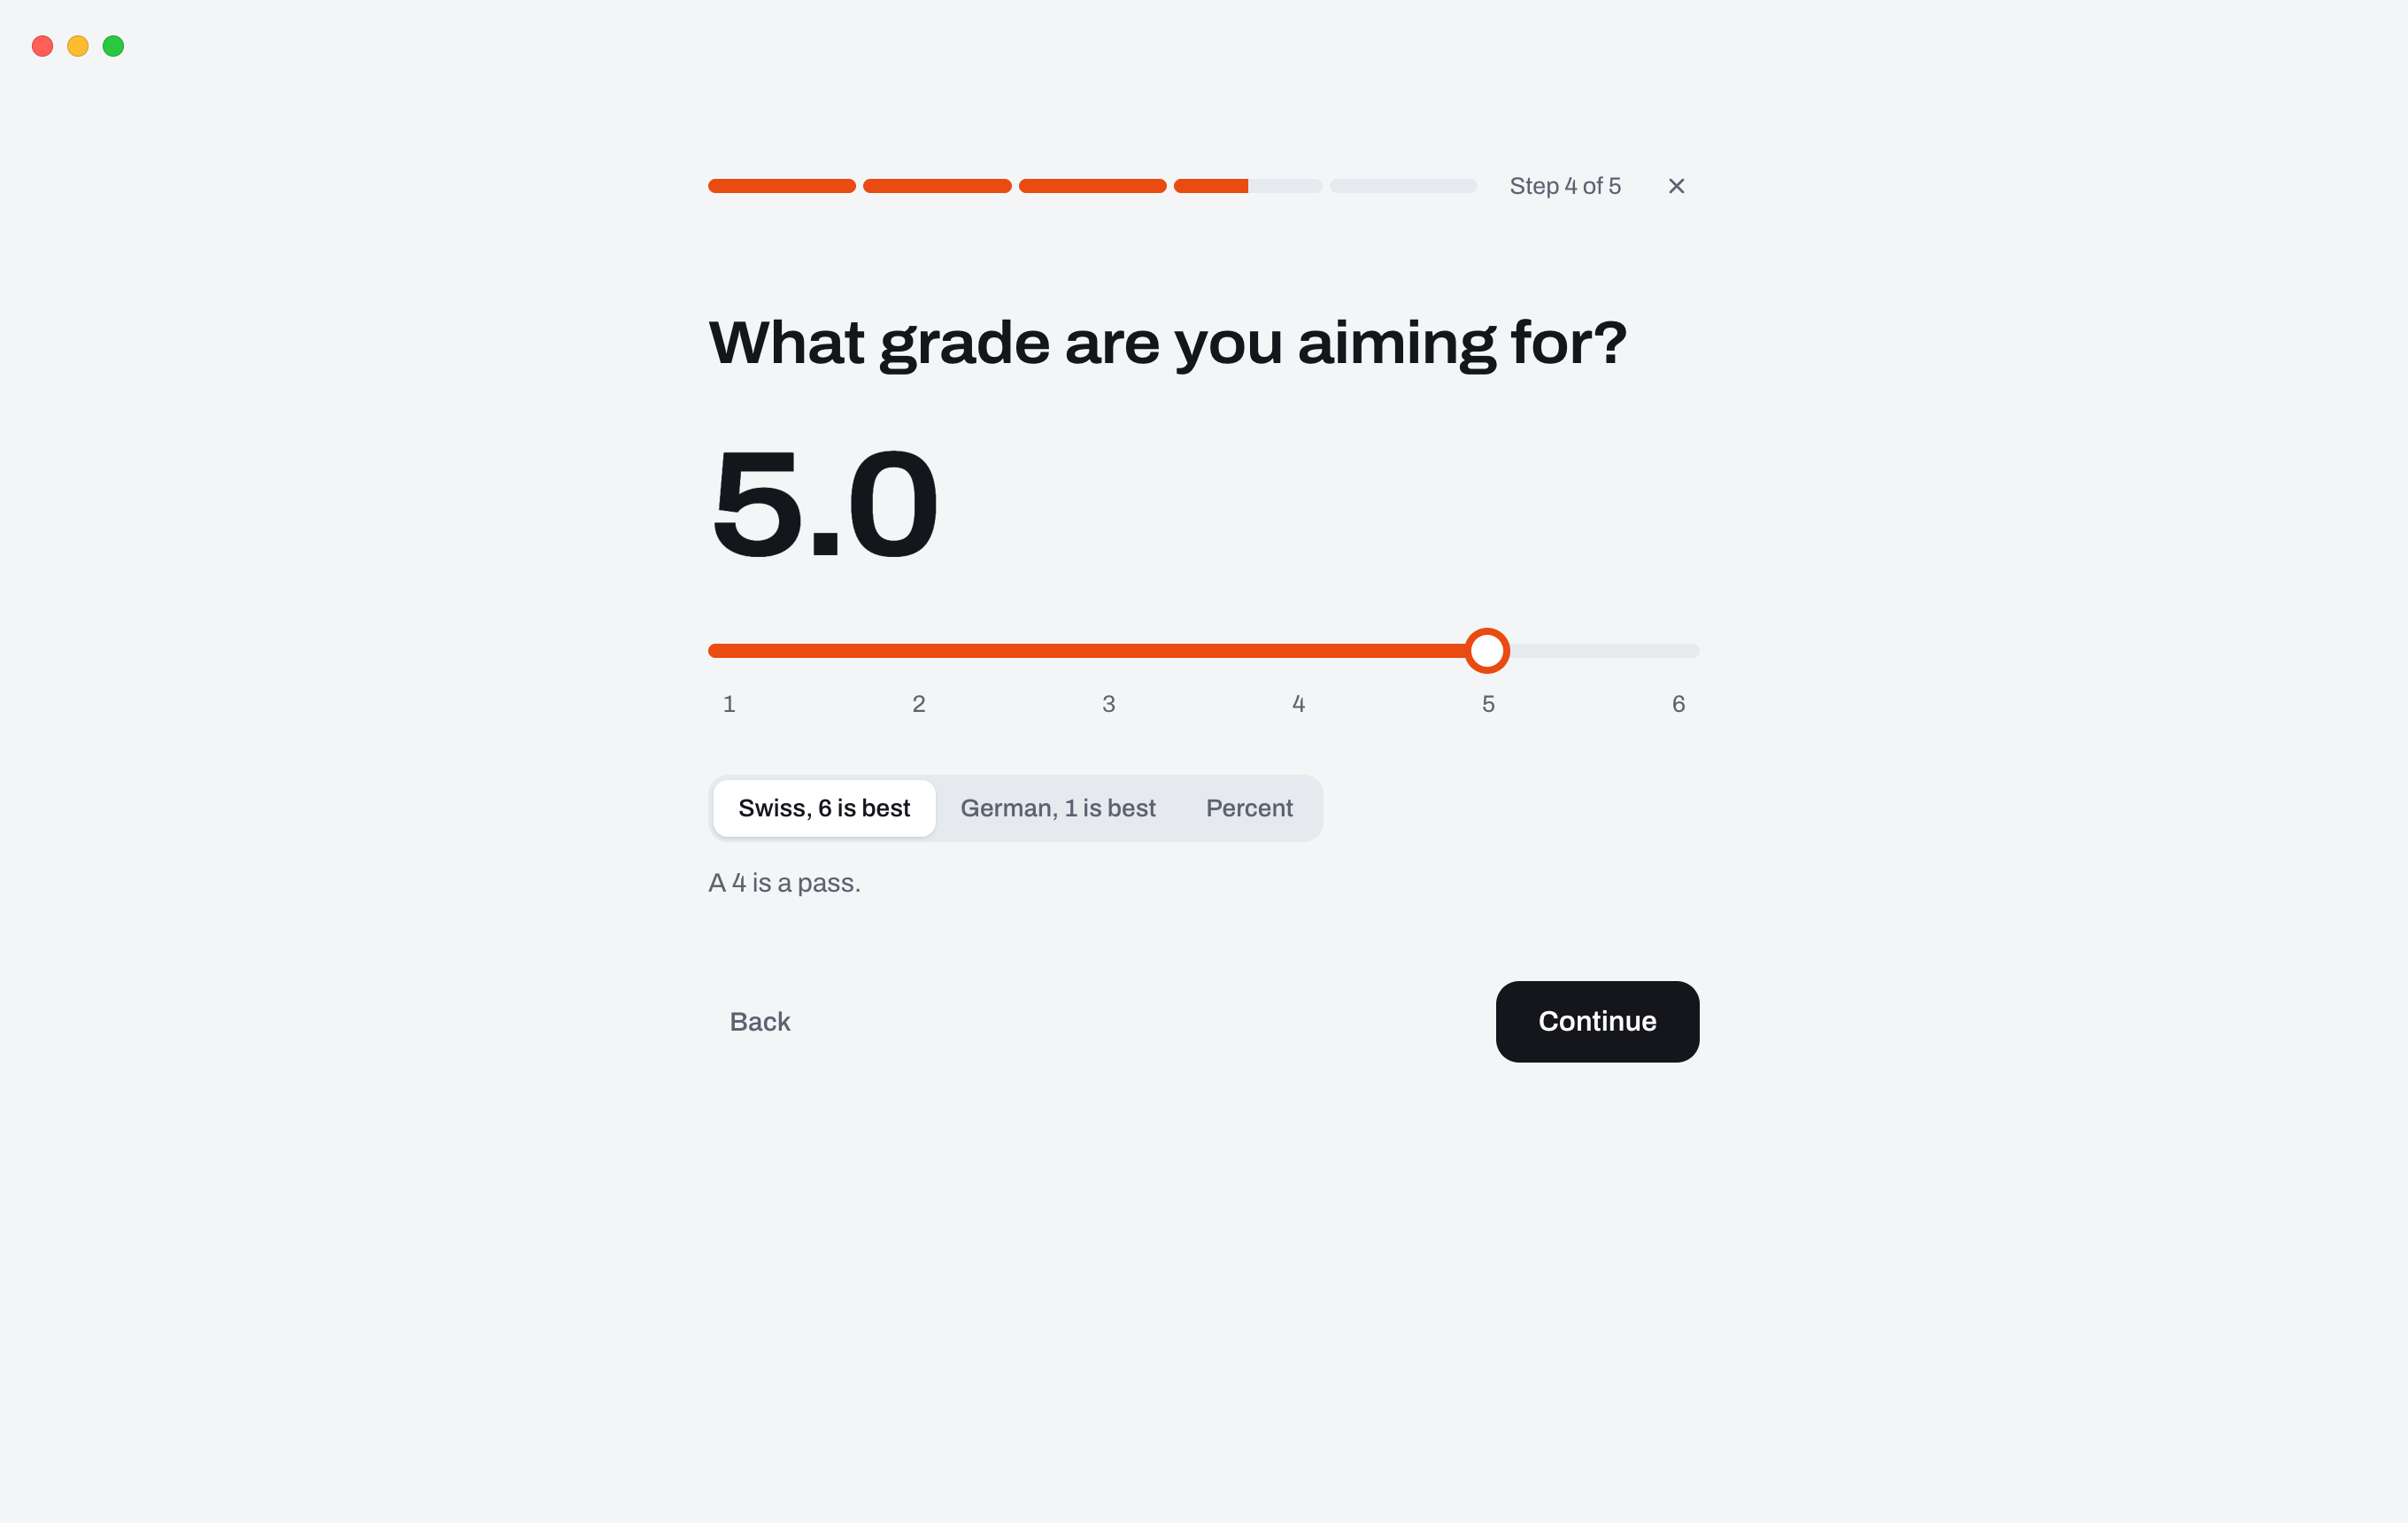 Step 4 of 5
What grade are you aiming for?
5.0
1 2 3 4 5 6
Swiss, 6 is best German, 1 is best Percent
A 4 is a pass.
Back Continue